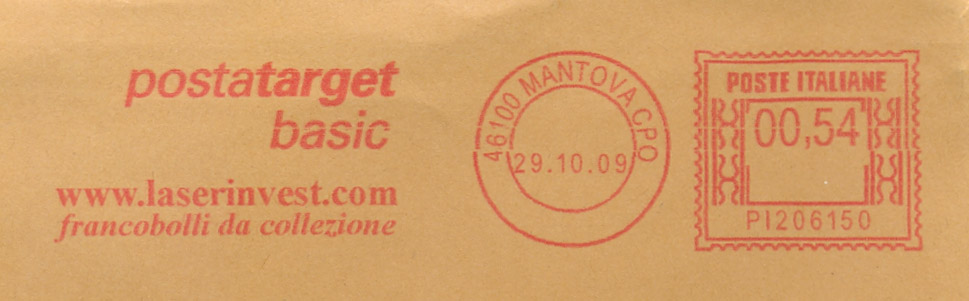 postatarget
basic
www.laserinvest.com
francobolli da collezione
46100 MANTOVA CPO
29.10.09
POSTE ITALIANE
00,54
PI206150